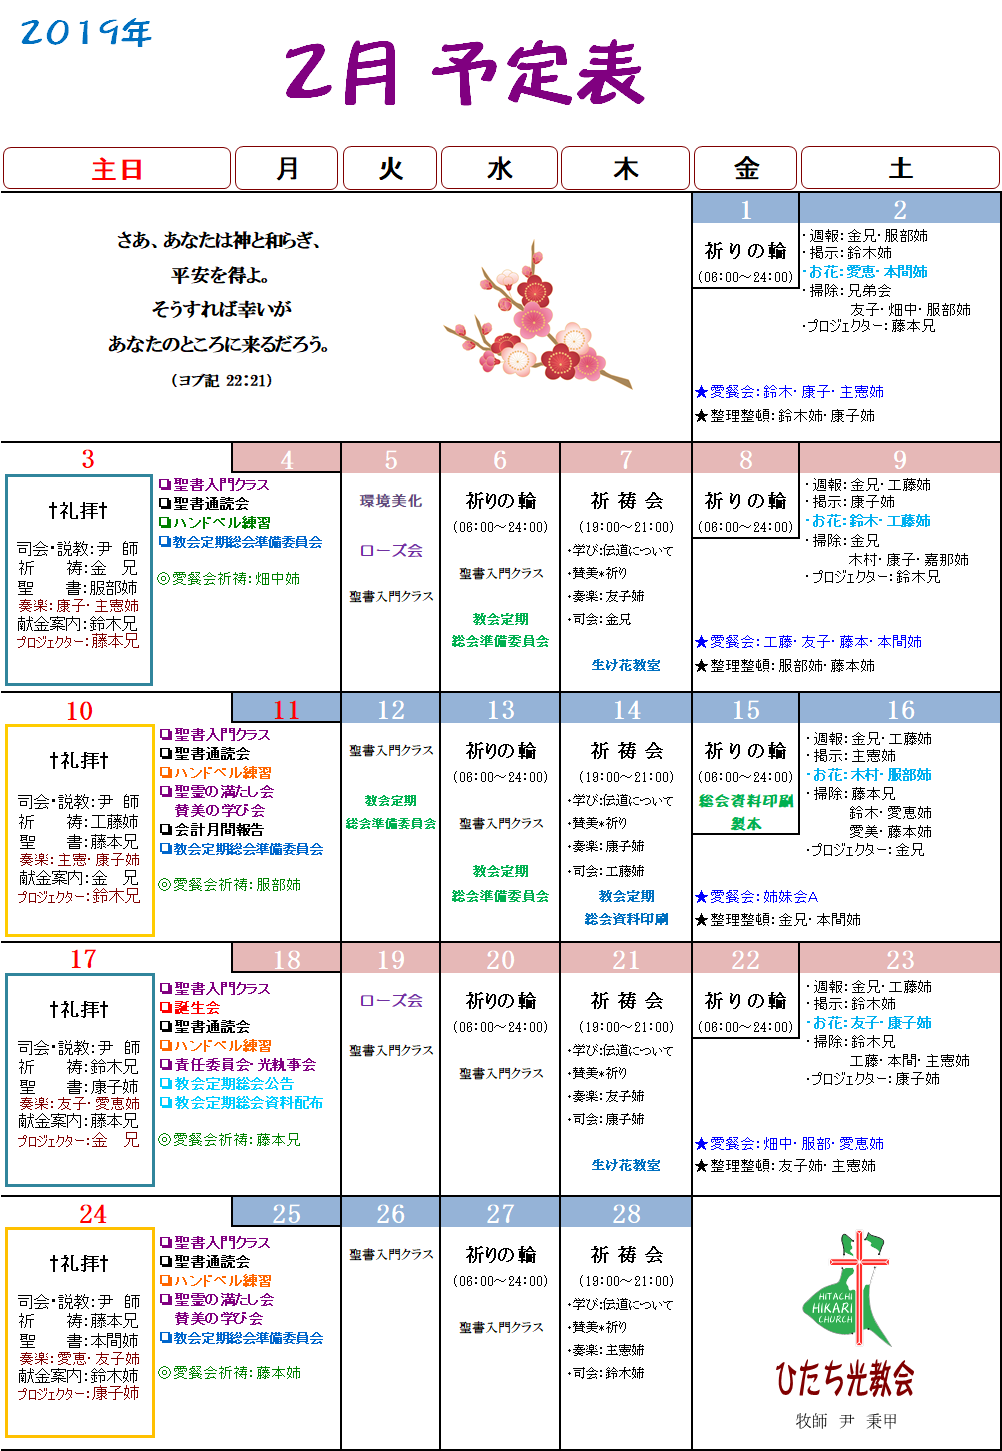 2019年
2月 予定表
主日 月 火 水 木 金 土
さあ、あなたは神と和らぎ、
平安を得よ。
そうすれば幸いが
あなたのところに来るだろう。
(ヨブ記 22:21)
1
祈りの輪
(06:00～24:00)
2
・週報:金兄・服部姉
・掲示:鈴木姉
・お花:愛恵・本間姉
・掃除:兄弟会
友子・畑中・服部姉
・プロジェクター:藤本兄
★愛餐会:鈴木・康子・主憲姉
★整理整頓:鈴木姉・康子姉
3
†礼拝†
司会・説教:尹 師
祈 祷:金 兄
聖 書:服部姉
奏楽:康子・主憲姉
献金案内:鈴木兄
プロジェクター:藤本兄
4
❏聖書入門クラス
❏聖書通読会
❏ハンドベル練習
❏教会定期総会準備委員会
◎愛餐会祈祷:畑中姉
5
環境美化
ローズ会
聖書入門クラス
6
祈りの輪
(06:00～24:00)
聖書入門クラス
教会定期
総会準備委員会
7
祈 祷 会
(19:00～21:00)
・学び:伝道について
・賛美*祈り
・奏楽:友子姉
・司会:金兄
生け花教室
8
祈りの輪
(06:00～24:00)
9
・週報:金兄・工藤姉
・掲示:康子姉
・お花:鈴木・工藤姉
・掃除:金兄
木村・康子・嘉那姉
・プロジェクター:鈴木兄
★愛餐会:工藤・友子・藤本・本間姉
★整理整頓:服部姉・藤本姉
10
†礼拝†
司会・説教:尹 師
祈 祷:工藤姉
聖 書:藤本兄
奏楽:主憲・康子姉
献金案内:金 兄
プロジェクター:鈴木兄
11
❏聖書入門クラス
❏聖書通読会
❏ハンドベル練習
❏聖霊の満たし会
賛美の学び会
❏会計月間報告
❏教会定期総会準備委員会
◎愛餐会祈祷:服部姉
12
聖書入門クラス
教会定期
総会準備委員会
13
祈りの輪
(06:00～24:00)
聖書入門クラス
教会定期
総会準備委員会
14
祈 祷 会
(19:00～21:00)
・学び:伝道について
・賛美*祈り
・奏楽:康子姉
・司会:工藤姉
教会定期
総会資料印刷
15
祈りの輪
(06:00～24:00)
総会資料印刷
製本
16
・週報:金兄・工藤姉
・掲示:主憲姉
・お花:木村・服部姉
・掃除:藤本兄
鈴木・愛恵姉
愛美・藤本姉
・プロジェクター:金兄
★愛餐会:姉妹会A
★整理整頓:金兄・本間姉
17
†礼拝†
司会・説教:尹 師
祈 祷:鈴木兄
聖 書:康子姉
奏楽:友子・愛恵姉
献金案内:藤本兄
プロジェクター:金 兄
18
❏聖書入門クラス
❏誕生会
❏聖書通読会
❏ハンドベル練習
❏責任委員会・光執事会
❏教会定期総会公告
❏教会定期総会資料配布
◎愛餐会祈祷:藤本兄
19
ローズ会
聖書入門クラス
20
祈りの輪
(06:00～24:00)
聖書入門クラス
21
祈 祷 会
(19:00～21:00)
・学び:伝道について
・賛美*祈り
・奏楽:友子姉
・司会:康子姉
生け花教室
22
祈りの輪
(06:00～24:00)
23
・週報:金兄・工藤姉
・掲示:鈴木姉
・お花:友子・康子姉
・掃除:鈴木兄
工藤・本間・主憲姉
・プロジェクター:康子姉
★愛餐会:畑中・服部・愛恵姉
★整理整頓:友子姉・主憲姉
24
†礼拝†
司会・説教:尹 師
祈 祷:藤本兄
聖 書:本間姉
奏楽:愛恵・友子姉
献金案内:鈴木姉
プロジェクター:康子姉
25
❏聖書入門クラス
❏聖書通読会
❏ハンドベル練習
❏聖霊の満たし会
賛美の学び会
❏教会定期総会準備委員会
◎愛餐会祈祷:藤本姉
26
聖書入門クラス
27
祈りの輪
(06:00～24:00)
聖書入門クラス
28
祈 祷 会
(19:00～21:00)
・学び:伝道について
・賛美*祈り
・奏楽:主憲姉
・司会:鈴木姉
HITACHI
HIKARI
CHURCH
ひたち光教会
牧師 尹 秉甲